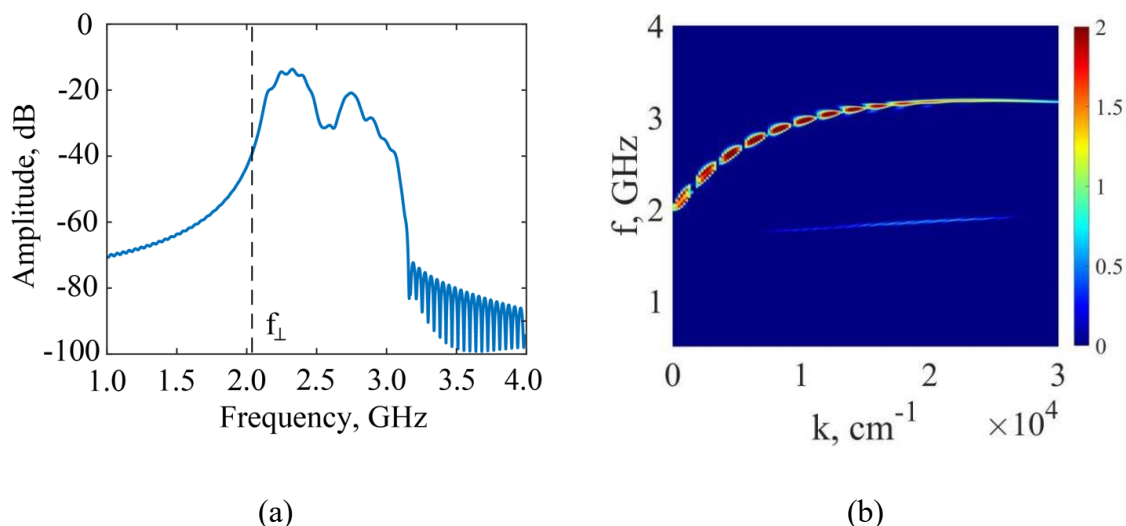 0
-20
-40
-60
-80
-100
Amplitude, dB
f⊥
1.0 1.5 2.0 2.5 3.0 3.5 4.0
Frequency, GHz
(a)
4
3
2
1
f, GHz
0 1 2 3
k, cm⁻¹ ×10⁴
2
1.5
1
0.5
0
(b)